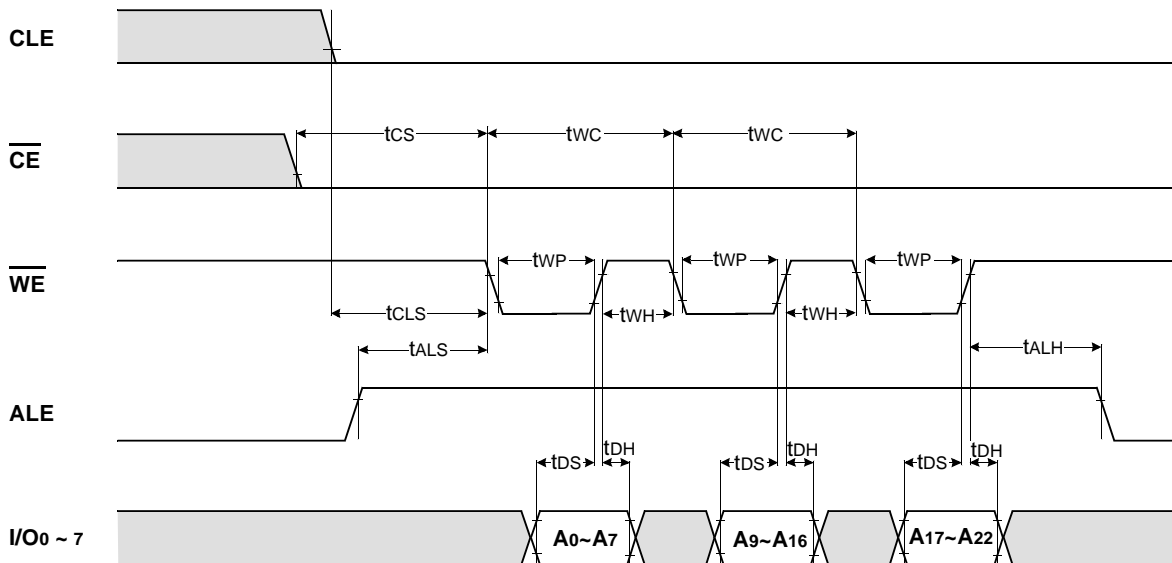 CLE
CE
tCS
tWC
tWC
WE
tWP
tWP
tWP
tCLS
tWH
tWH
tALS
tALH
ALE
tDS
tDH
tDS
tDH
tDS
tDH
I/O0 ~ 7
A0~A7
A9~A16
A17~A22